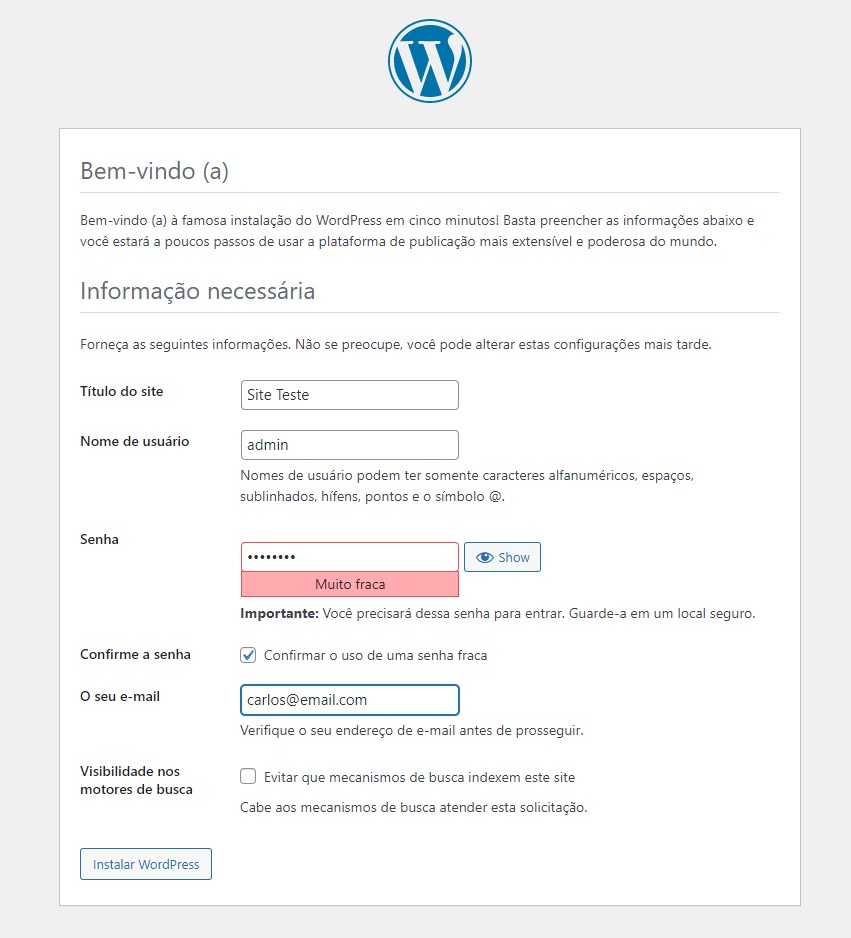 Bem-vindo (a)
Bem-vindo (a) à famosa instalação do WordPress em cinco minutos! Basta preencher as informações abaixo e
você estará a poucos passos de usar a plataforma de publicação mais extensível e poderosa do mundo.
Informação necessária
Forneça as seguintes informações. Não se preocupe, você pode alterar estas configurações mais tarde.
Título do site
Site Teste
Nome de usuário
admin
Nomes de usuário podem ter somente caracteres alfanuméricos, espaços,
sublinhados, hífens, pontos e o símbolo @.
Senha
••••••••
Show
Muito fraca
Importante: Você precisará dessa senha para entrar. Guarde-a em um local seguro.
Confirme a senha
Confirmar o uso de uma senha fraca
O seu e-mail
carlos@email.com
Verifique o seu endereço de e-mail antes de prosseguir.
Visibilidade nos
motores de busca
Evitar que mecanismos de busca indexem este site
Cabe aos mecanismos de busca atender esta solicitação.
Instalar WordPress